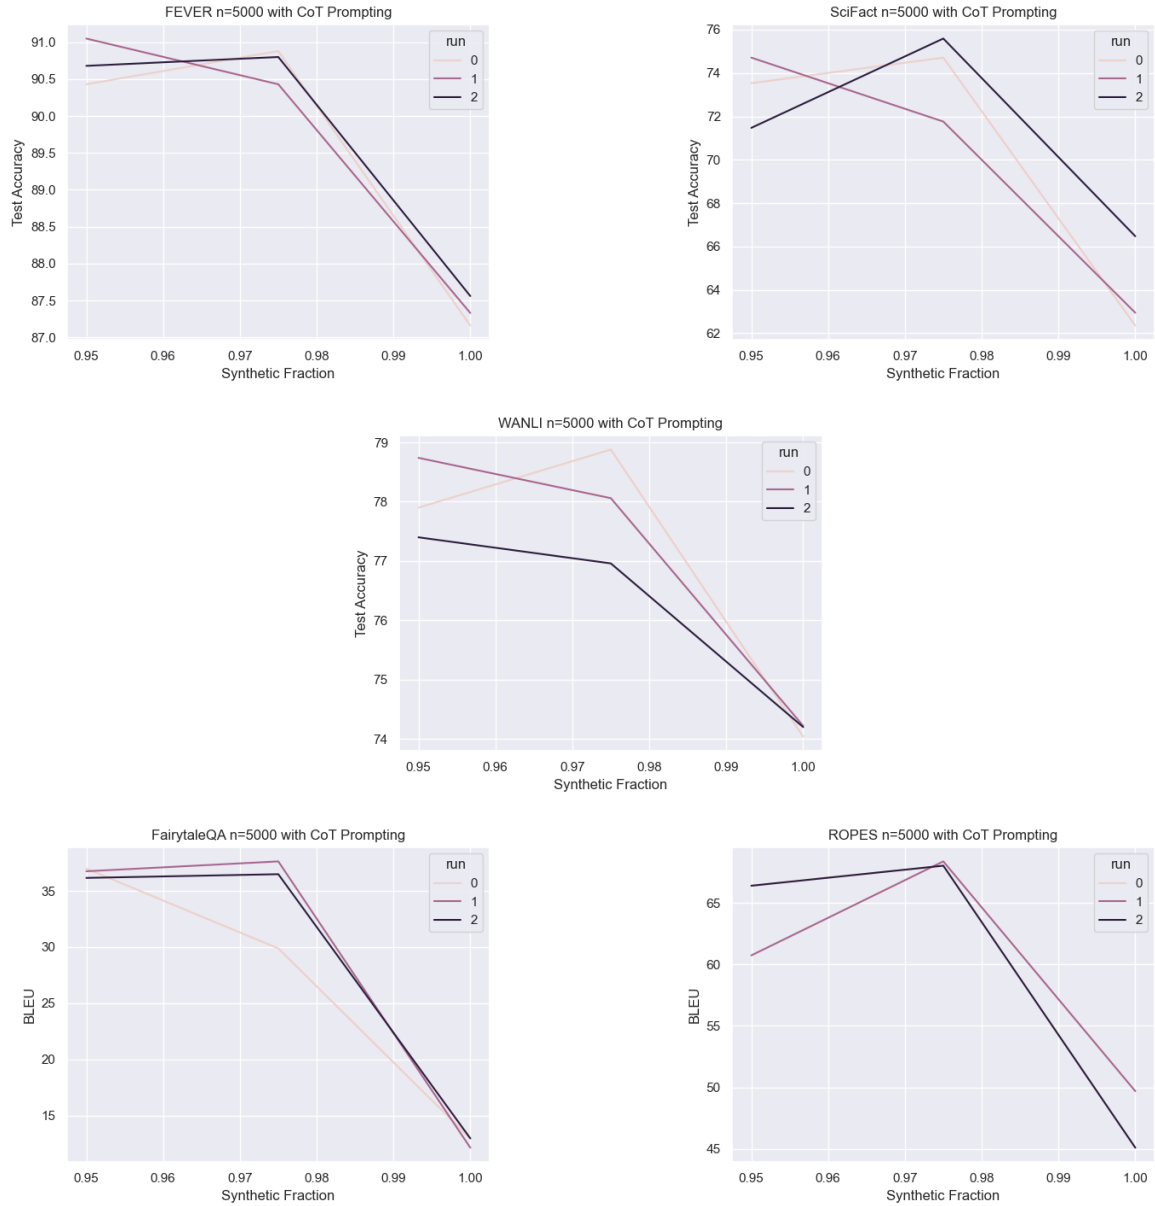 FEVER n=5000 with CoT Prompting
run
0
1
2
91.0
90.5
90.0
89.5
89.0
88.5
88.0
87.5
87.0
Test Accuracy
0.95 0.96 0.97 0.98 0.99 1.00
Synthetic Fraction
SciFact n=5000 with CoT Prompting
run
0
1
2
76
74
72
70
68
66
64
62
Test Accuracy
0.95 0.96 0.97 0.98 0.99 1.00
Synthetic Fraction
WANLI n=5000 with CoT Prompting
run
0
1
2
79
78
77
76
75
74
Test Accuracy
0.95 0.96 0.97 0.98 0.99 1.00
Synthetic Fraction
FairytaleQA n=5000 with CoT Prompting
run
0
1
2
35
30
25
20
15
BLEU
0.95 0.96 0.97 0.98 0.99 1.00
Synthetic Fraction
ROPES n=5000 with CoT Prompting
run
0
1
2
65
60
55
50
45
BLEU
0.95 0.96 0.97 0.98 0.99 1.00
Synthetic Fraction